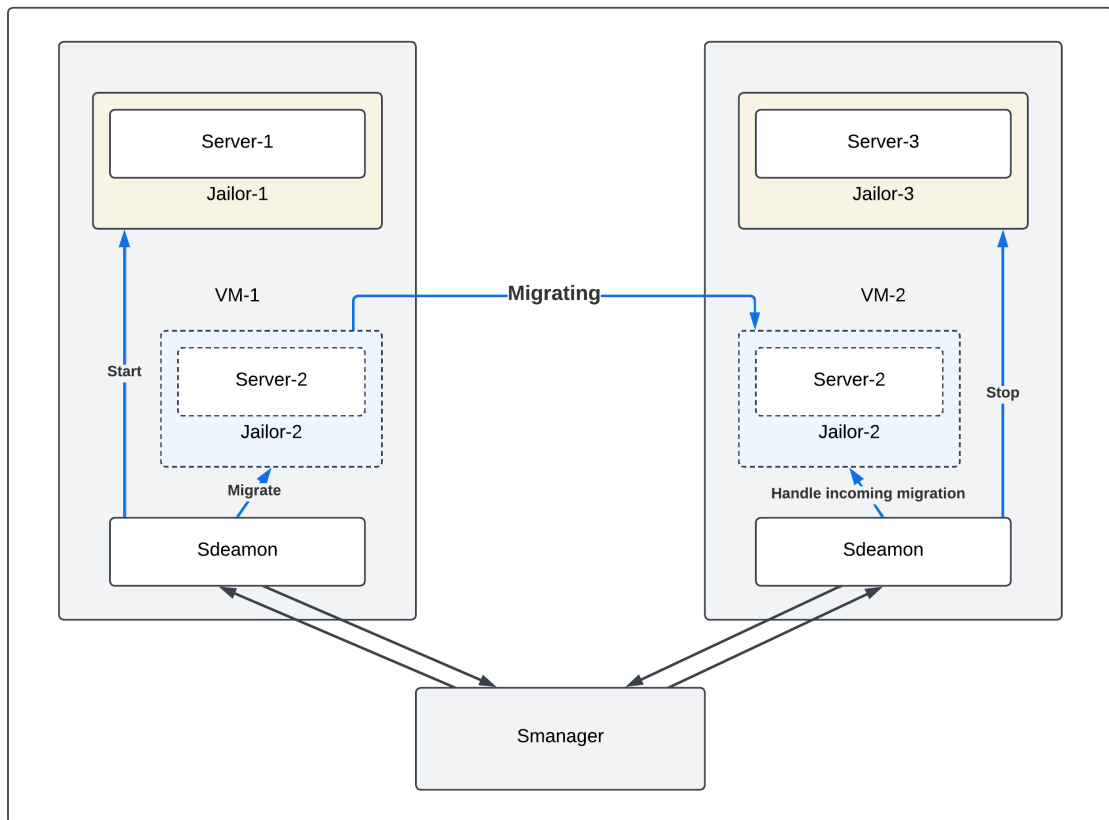 Server-1
Jailor-1
Server-3
Jailor-3
Migrating
VM-1
VM-2
Start
Stop
Server-2
Jailor-2
Server-2
Jailor-2
Migrate
Handle incoming migration
Sdeamon
Sdeamon
Smanager